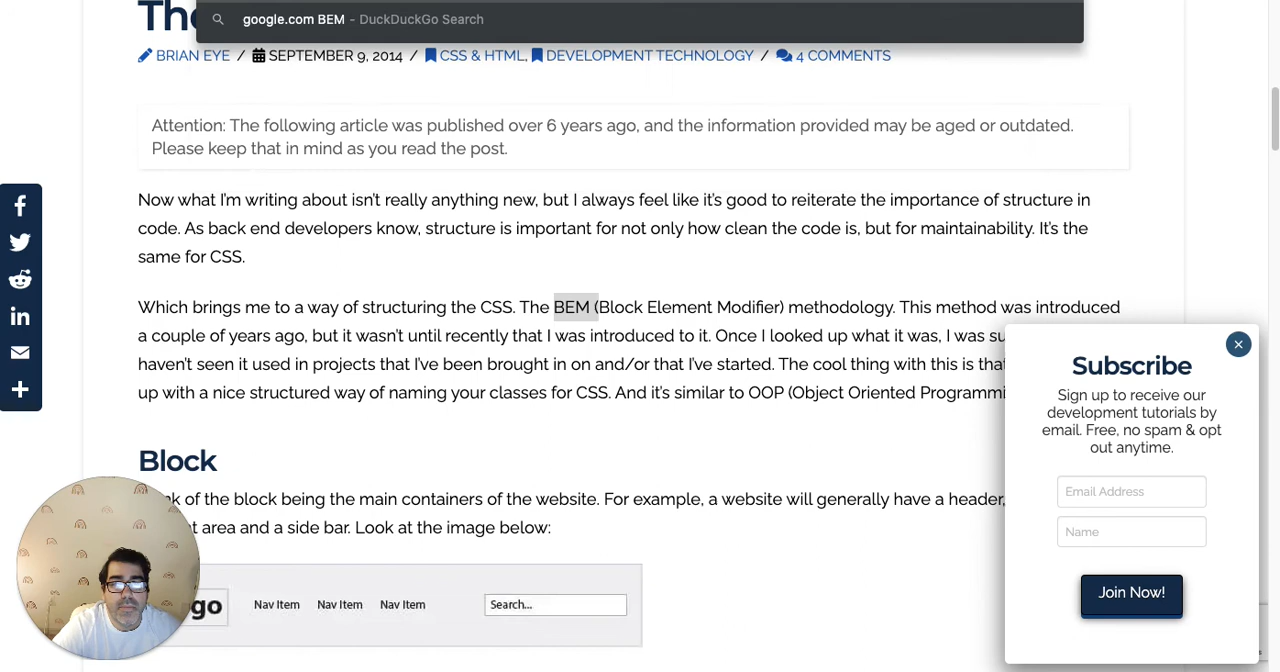 The
google.com BEM - DuckDuckGo Search
BRIAN EYE / SEPTEMBER 9, 2014 / CSS & HTML, DEVELOPMENT TECHNOLOGY / 4 COMMENTS
Attention: The following article was published over 6 years ago, and the information provided may be aged or outdated.
Please keep that in mind as you read the post.
Now what I'm writing about isn't really anything new, but I always feel like it's good to reiterate the importance of structure in
code. As back end developers know, structure is important for not only how clean the code is, but for maintainability. It's the
same for CSS.
Which brings me to a way of structuring the CSS. The BEM (Block Element Modifier) methodology. This method was introduced
a couple of years ago, but it wasn't until recently that I was introduced to it. Once I looked up what it was, I was
haven't seen it used in projects that I've been brought in on and/or that I've started. The cool thing with this is
up with a nice structured way of naming your classes for CSS. And it's similar to OOP (Object Oriented
Block
of the block being the main containers of the website. For example, a website will generally have a header,
area and a side bar. Look at the image below:
go
Nav Item Nav Item Nav Item
Search...
Subscribe
Sign up to receive our
development tutorials by
email. Free, no spam & opt
out anytime.
Email Address
Name
Join Now!